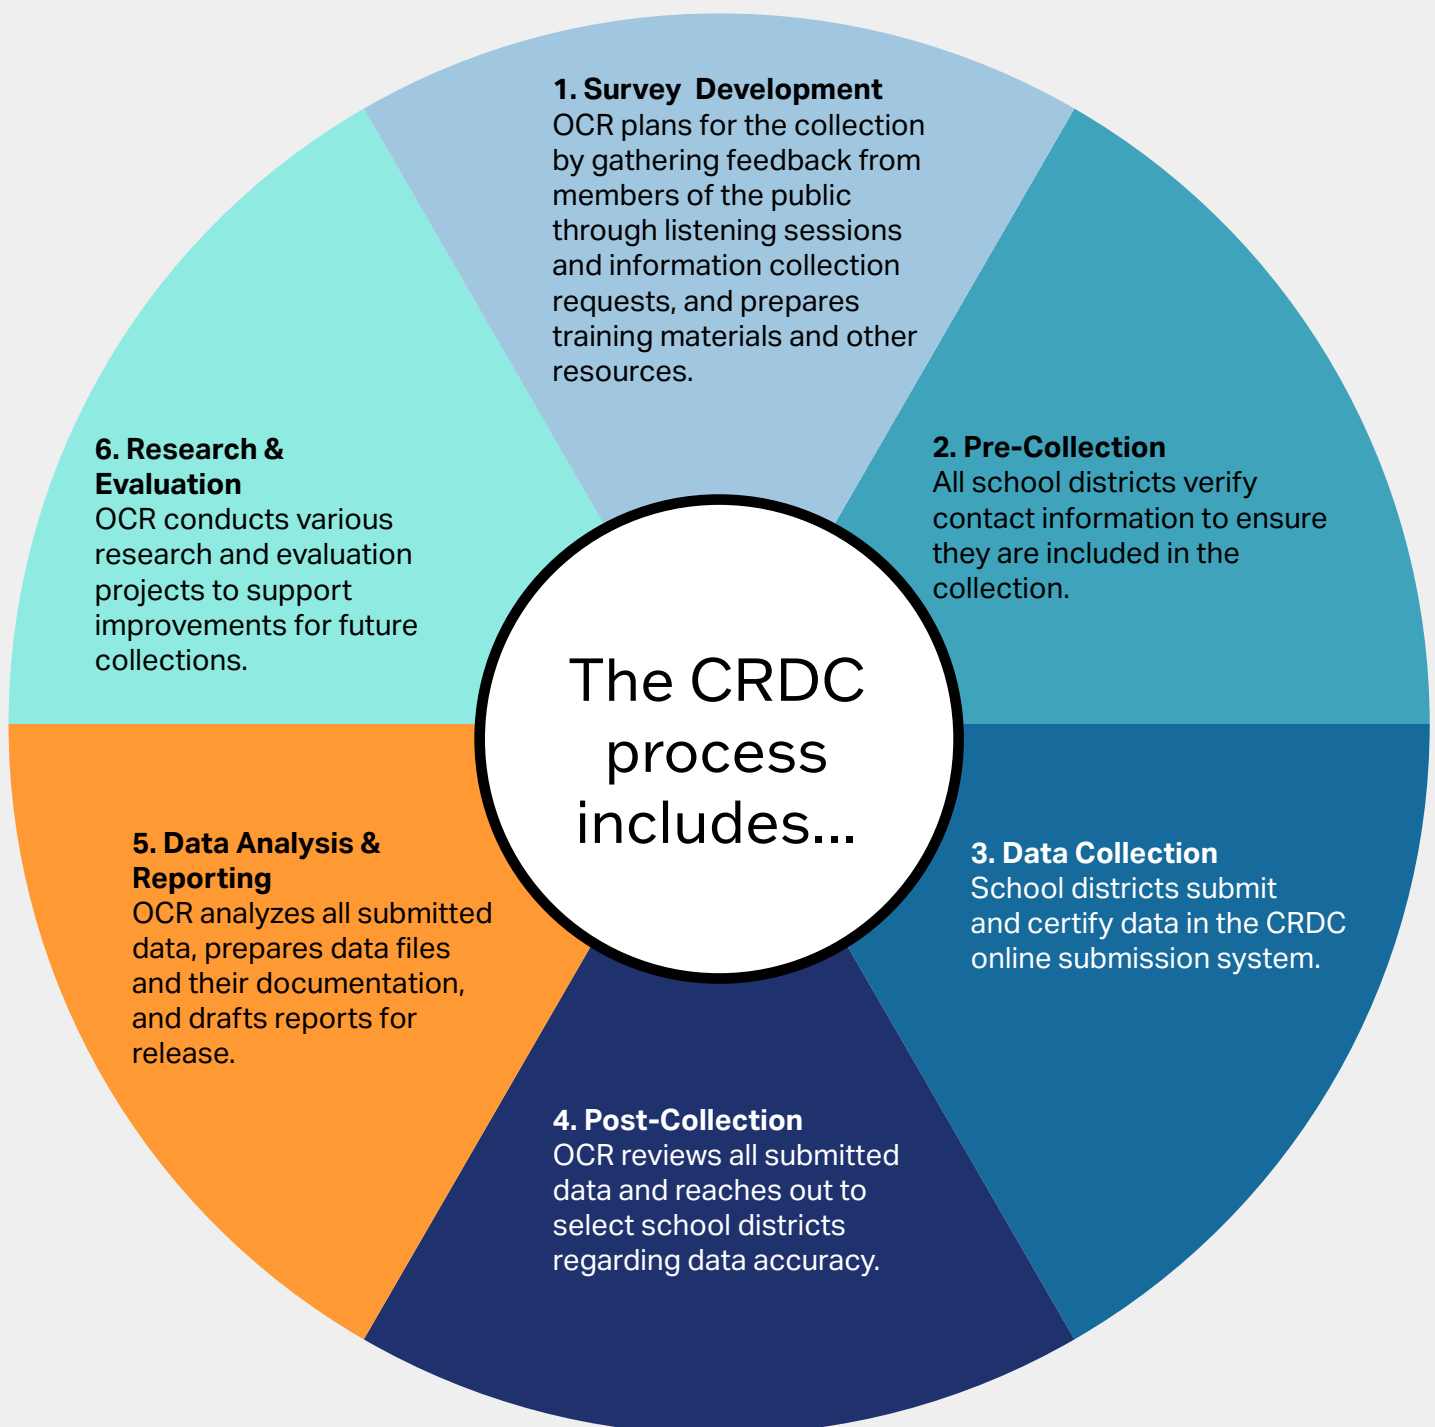 1. Survey Development
OCR plans for the collection
by gathering feedback from
members of the public
through listening sessions
and information collection
requests, and prepares
training materials and other
resources.
2. Pre-Collection
All school districts verify
contact information to ensure
they are included in the
collection.
3. Data Collection
School districts submit
and certify data in the CRDC
online submission system.
4. Post-Collection
OCR reviews all submitted
data and reaches out to
select school districts
regarding data accuracy.
5. Data Analysis &
Reporting
OCR analyzes all submitted
data, prepares data files
and their documentation,
and drafts reports for
release.
6. Research &
Evaluation
OCR conducts various
research and evaluation
projects to support
improvements for future
collections.
The CRDC
process
includes...